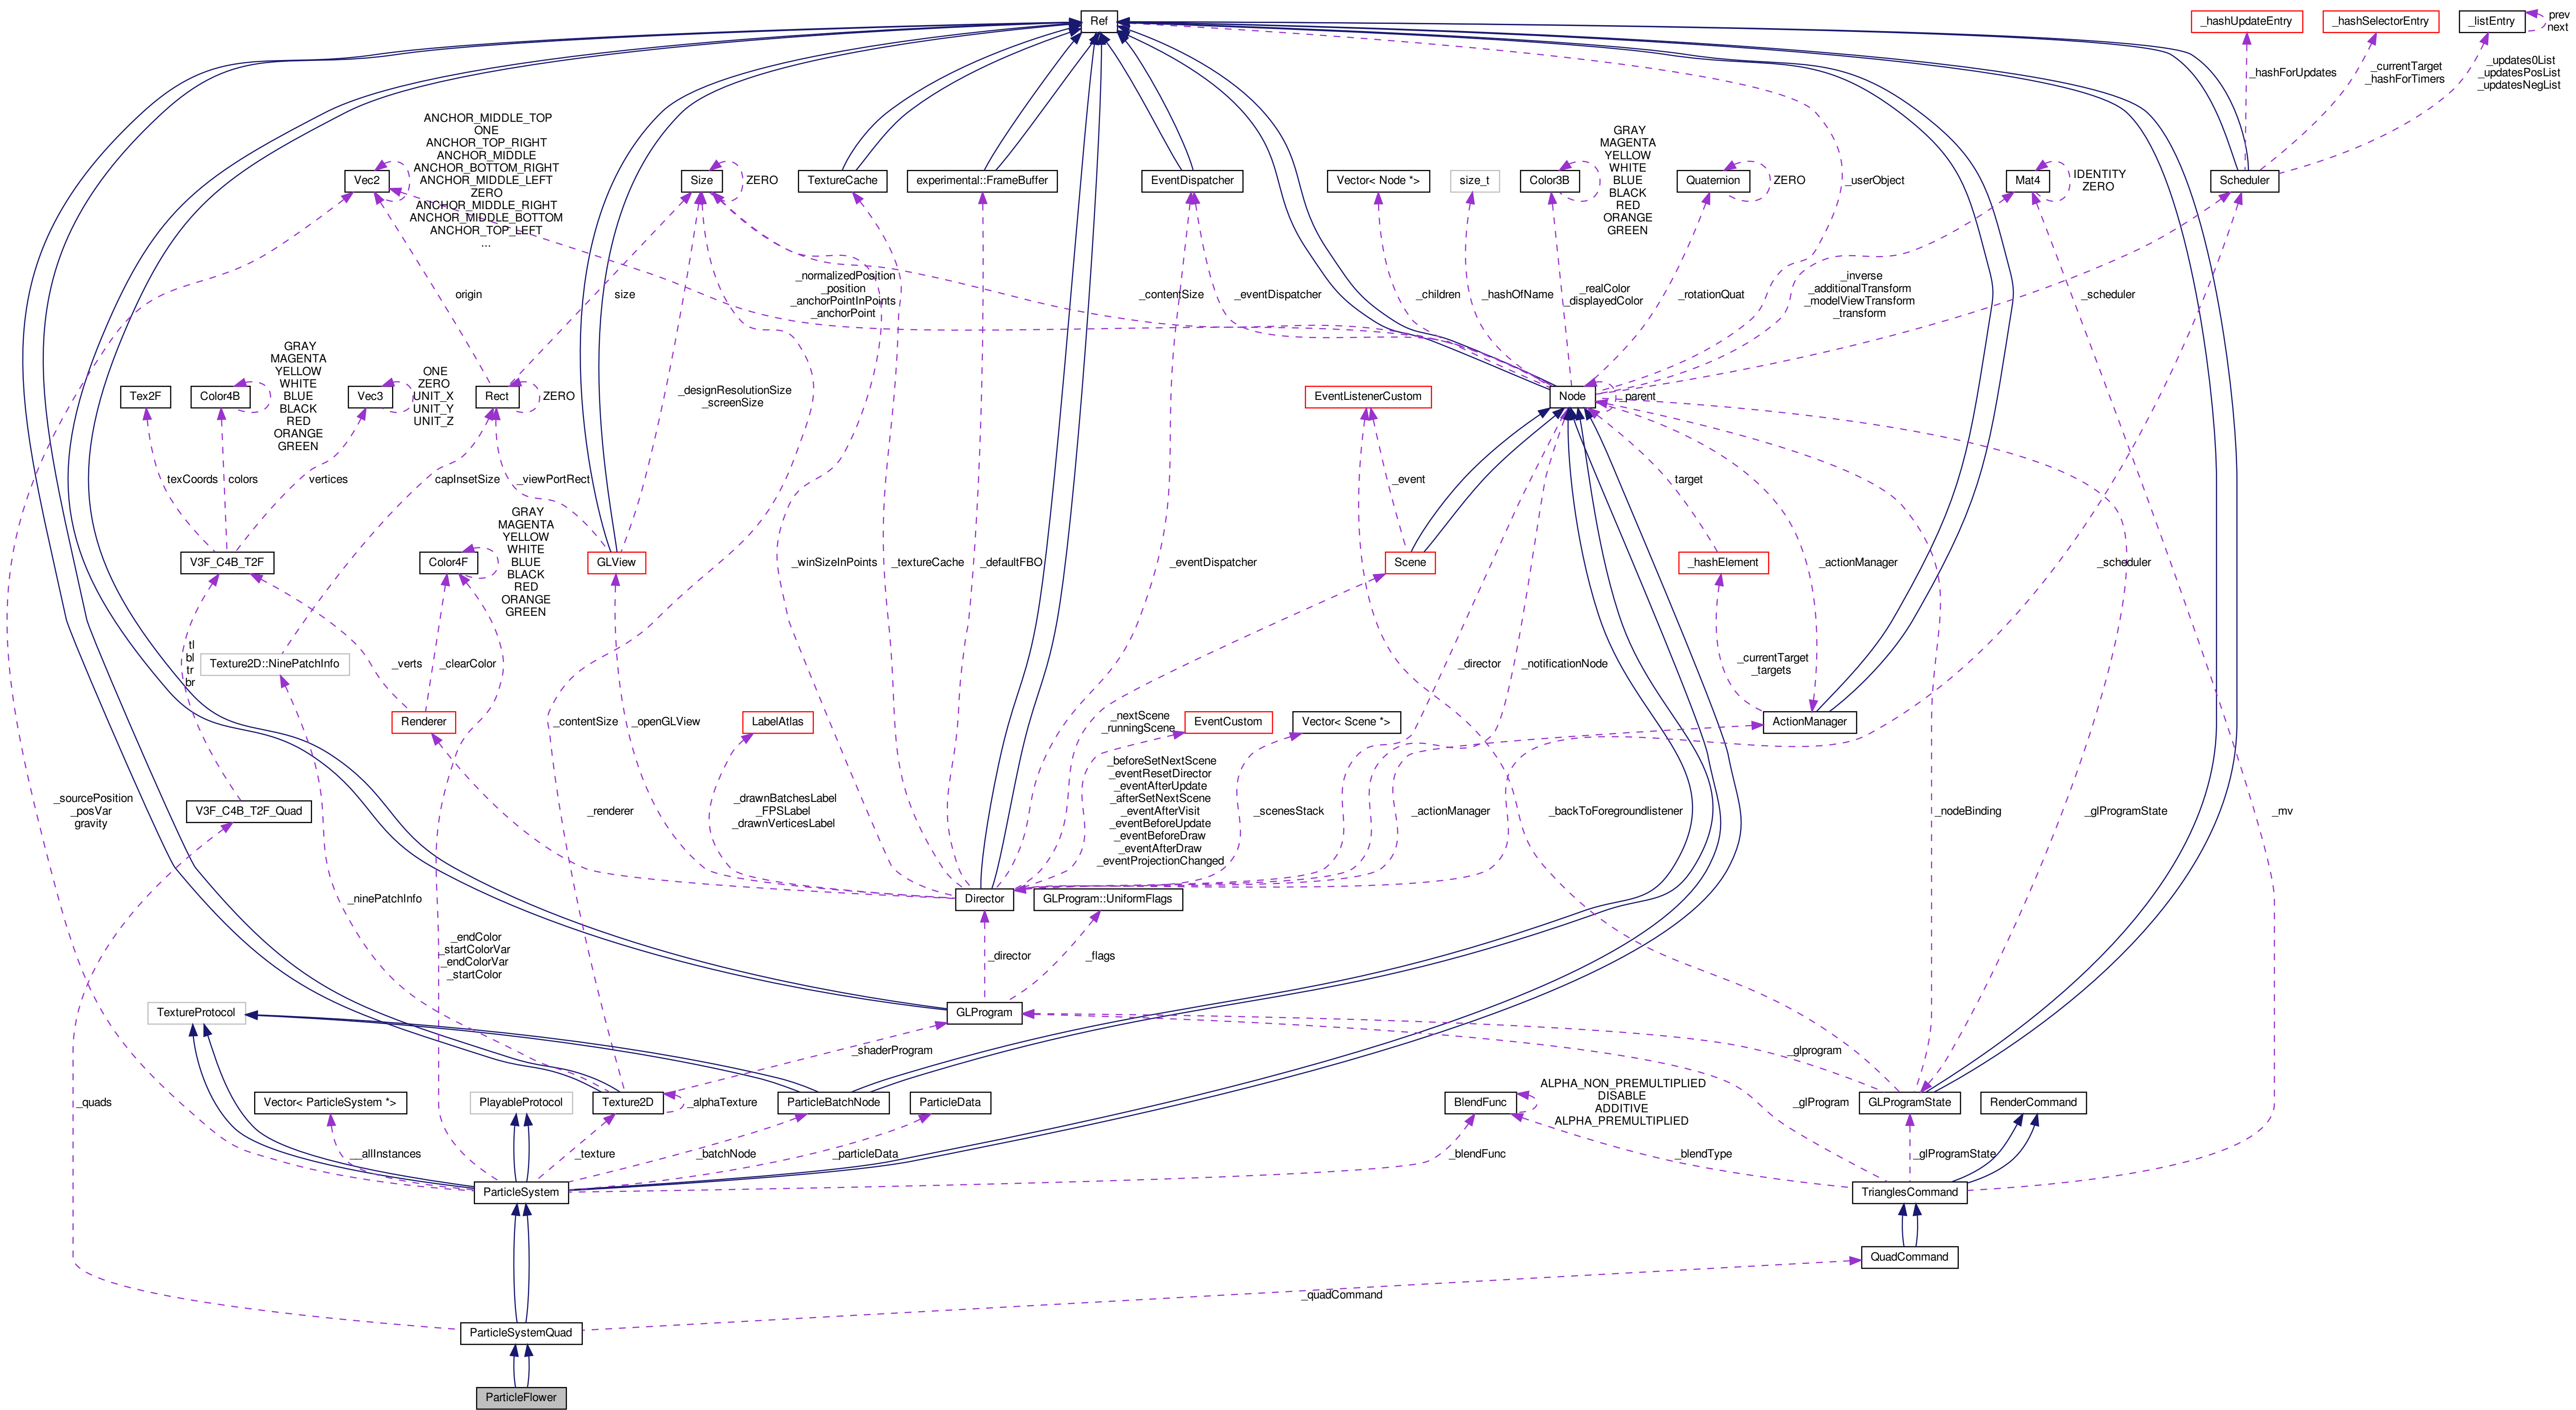 Ref
_hashUpdateEntry
_hashSelectorEntry
_listEntry
prev
next
_hashForUpdates
_currentTarget
_hashForTimers
_updates0List
_updatesPosList
_updatesNegList
ANCHOR_MIDDLE_TOP
ONE
ANCHOR_TOP_RIGHT
ANCHOR_MIDDLE
ANCHOR_BOTTOM_RIGHT
ANCHOR_MIDDLE_LEFT
ZERO
ANCHOR_MIDDLE_RIGHT
ANCHOR_MIDDLE_BOTTOM
ANCHOR_TOP_LEFT
...
Vec2
Size
ZERO
TextureCache
experimental::FrameBuffer
EventDispatcher
Vector< Node *>
size_t
Color3B
GRAY
MAGENTA
YELLOW
WHITE
BLUE
BLACK
RED
ORANGE
GREEN
Quaternion
ZERO
_userObject
Mat4
IDENTITY
ZERO
Scheduler
origin
size
_normalizedPosition
_position
_anchorPointInPoints
_anchorPoint
_contentSize
_eventDispatcher
_children
_hashOfName
_realColor
_displayedColor
_rotationQuat
_inverse
_additionalTransform
_modelViewTransform
_transform
_scheduler
Tex2F
Color4B
GRAY
MAGENTA
YELLOW
WHITE
BLUE
BLACK
RED
ORANGE
GREEN
Vec3
ONE
ZERO
UNIT_X
UNIT_Y
UNIT_Z
Rect
ZERO
_designResolutionSize
_screenSize
EventListenerCustom
Node
_parent
texCoords
colors
vertices
capInsetSize
_viewPortRect
_event
target
V3F_C4B_T2F
Color4F
GRAY
MAGENTA
YELLOW
WHITE
BLUE
BLACK
RED
ORANGE
GREEN
GLView
_winSizeInPoints
_textureCache
_defaultFBO
_eventDispatcher
Scene
_hashElement
_actionManager
_scheduler
tl
bl
tr
br
Texture2D::NinePatchInfo
_verts
_clearColor
_director
_notificationNode
_currentTarget
_targets
Renderer
_contentSize
_openGLView
LabelAtlas
_nextScene
_runningScene
EventCustom
Vector< Scene *>
ActionManager
_sourcePosition
_posVar
gravity
V3F_C4B_T2F_Quad
_renderer
_drawnBatchesLabel
_FPSLabel
_drawnVerticesLabel
_beforeSetNextScene
_eventResetDirector
_eventAfterUpdate
_afterSetNextScene
_eventAfterVisit
_eventBeforeUpdate
_eventBeforeDraw
_eventAfterDraw
_eventProjectionChanged
_scenesStack
_actionManager
_backToForegroundlistener
_nodeBinding
_glProgramState
_mv
_ninePatchInfo
Director
GLProgram::UniformFlags
_endColor
_startColorVar
_endColorVar
_startColor
_director
_flags
TextureProtocol
GLProgram
_shaderProgram
_glprogram
_quads
Vector< ParticleSystem *>
PlayableProtocol
Texture2D
_alphaTexture
ParticleBatchNode
ParticleData
BlendFunc
ALPHA_NON_PREMULTIPLIED
DISABLE
ADDITIVE
ALPHA_PREMULTIPLIED
_glProgram
GLProgramState
RenderCommand
__allInstances
_texture
_batchNode
_particleData
_blendFunc
_blendType
_glProgramState
ParticleSystem
TrianglesCommand
QuadCommand
_quadCommand
ParticleSystemQuad
ParticleFlower